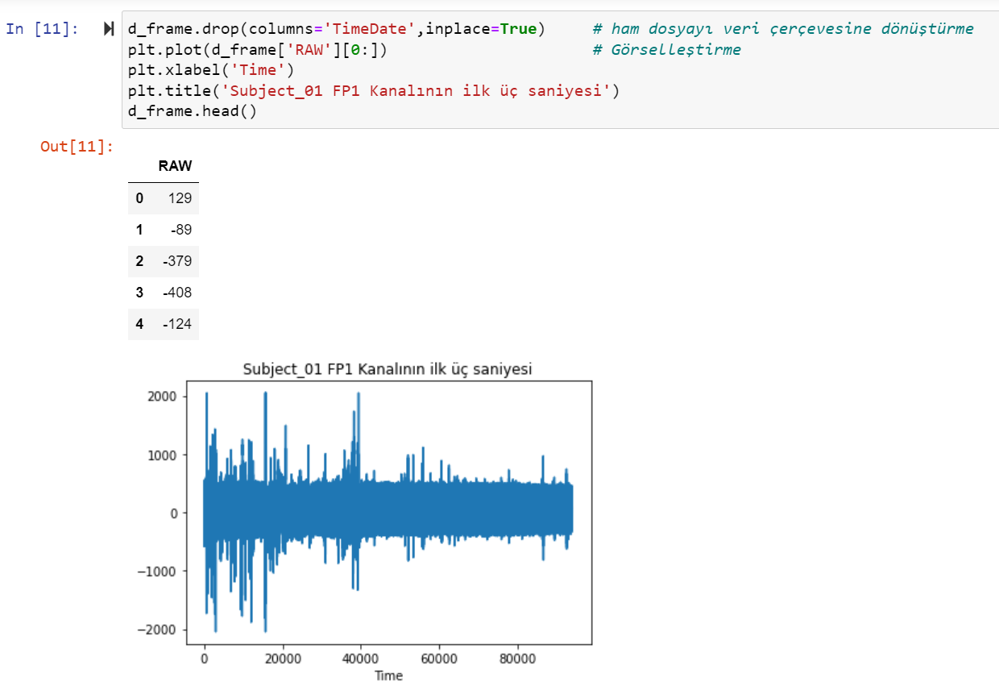 In [11]:
d_frame.drop(columns='TimeDate',inplace=True) # ham dosyayı veri çerçevesine dönüştürme
plt.plot(d_frame['RAW'][0:]) # Görselleştirme
plt.xlabel('Time')
plt.title('Subject_01 FP1 Kanalının ilk üç saniyesi')
d_frame.head()
Out[11]:
RAW
0 129
1 -89
2 -379
3 -408
4 -124
Subject_01 FP1 Kanalının ilk üç saniyesi
2000
1000
0
−1000
−2000
0 20000 40000 60000 80000
Time